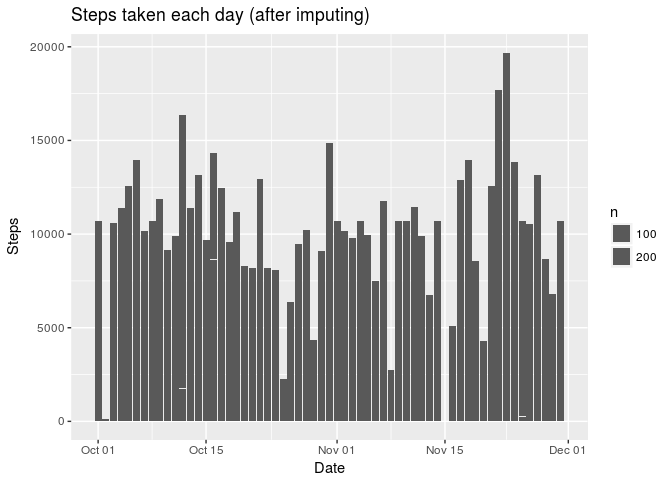 Steps taken each day (after imputing)
20000
15000
10000
5000
0
Steps
Oct 01
Oct 15
Nov 01
Nov 15
Dec 01
Date
n
100
200